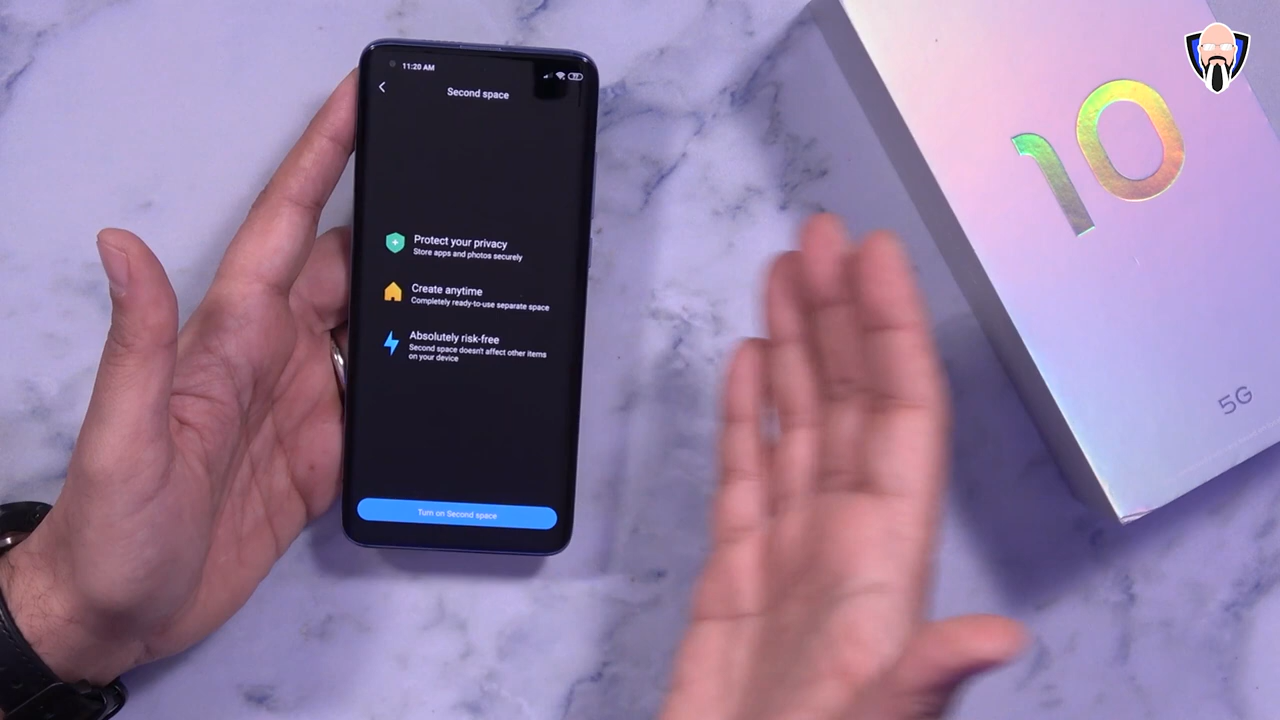 11:20 AM
77
Second space
Protect your privacy
Store apps and photos securely
Create anytime
Completely ready-to-use separate space
Absolutely risk-free
Second space doesn't affect other items
on your device
Turn on Second space
10
5G